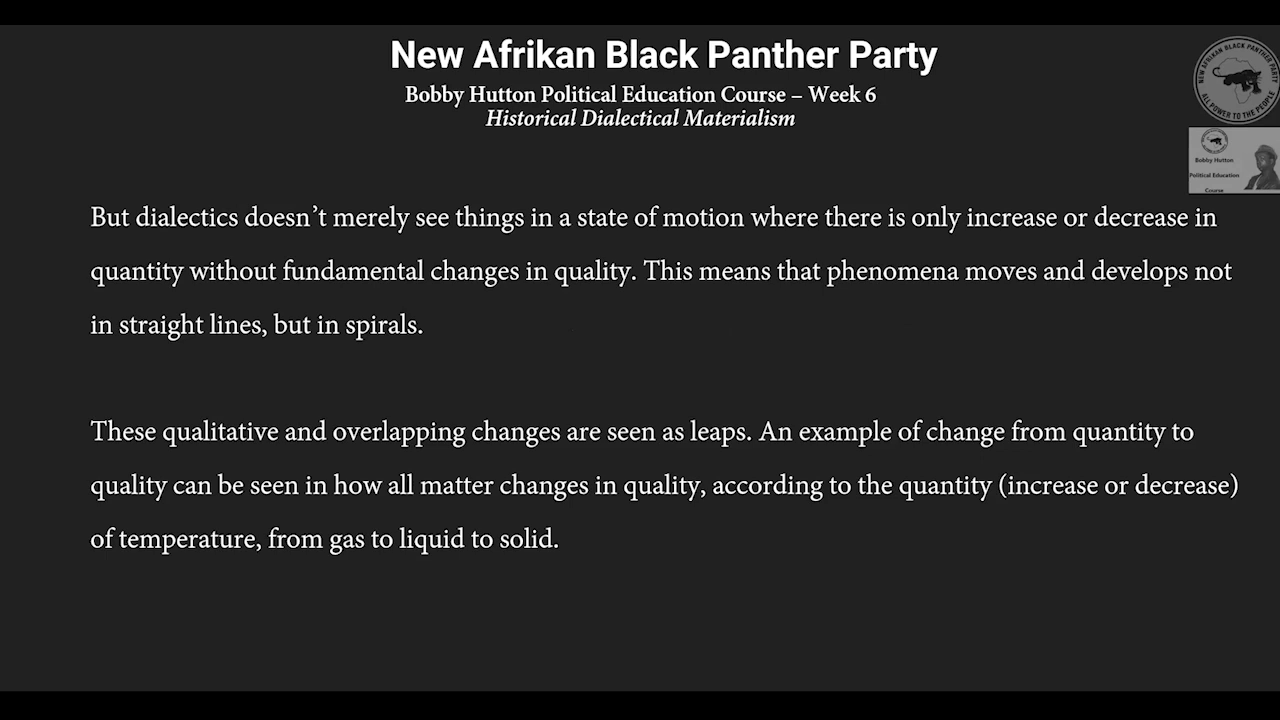 New Afrikan Black Panther Party
Bobby Hutton Political Education Course – Week 6
Historical Dialectical Materialism
NEW AFRIKAN BLACK PANTHER PARTY
ALL POWER TO THE PEOPLE
Bobby Hutton
Political Education
Course
But dialectics doesn’t merely see things in a state of motion where there is only increase or decrease in
quantity without fundamental changes in quality. This means that phenomena moves and develops not
in straight lines, but in spirals.
These qualitative and overlapping changes are seen as leaps. An example of change from quantity to
quality can be seen in how all matter changes in quality, according to the quantity (increase or decrease)
of temperature, from gas to liquid to solid.